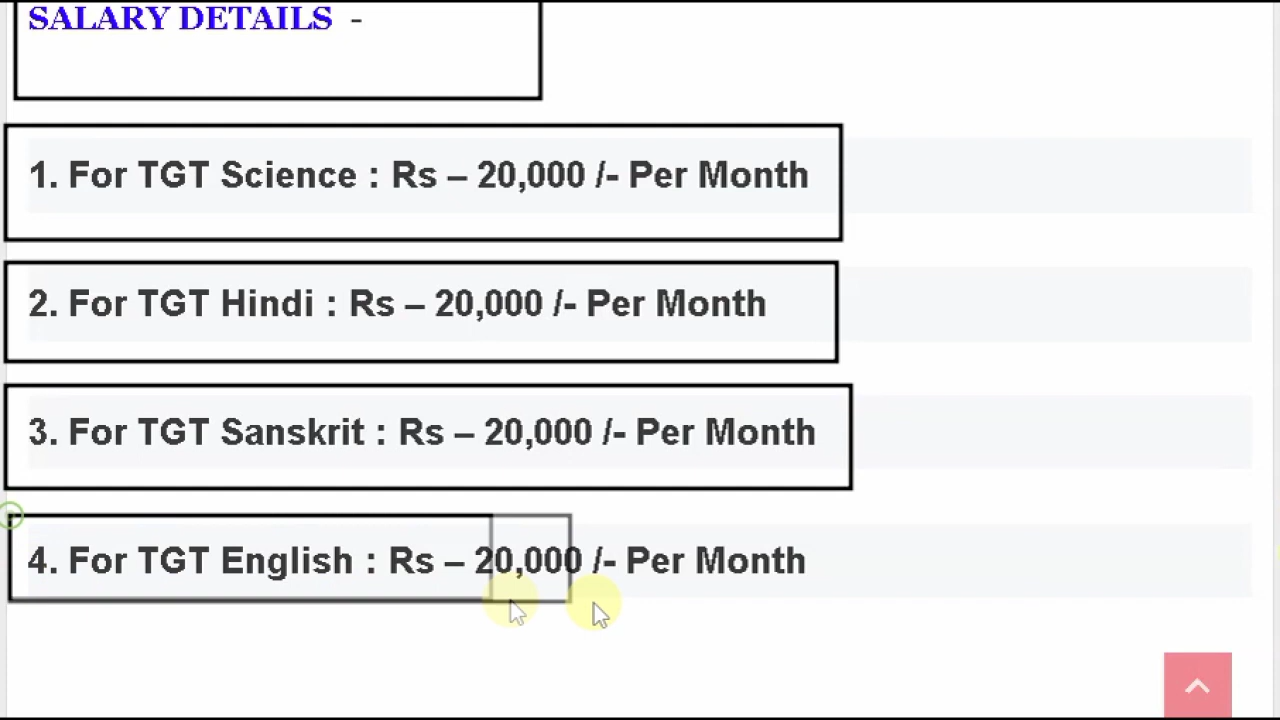 SALARY DETAILS -
1. For TGT Science : Rs – 20,000 /- Per Month
2. For TGT Hindi : Rs – 20,000 /- Per Month
3. For TGT Sanskrit : Rs – 20,000 /- Per Month
4. For TGT English : Rs – 20,000 /- Per Month